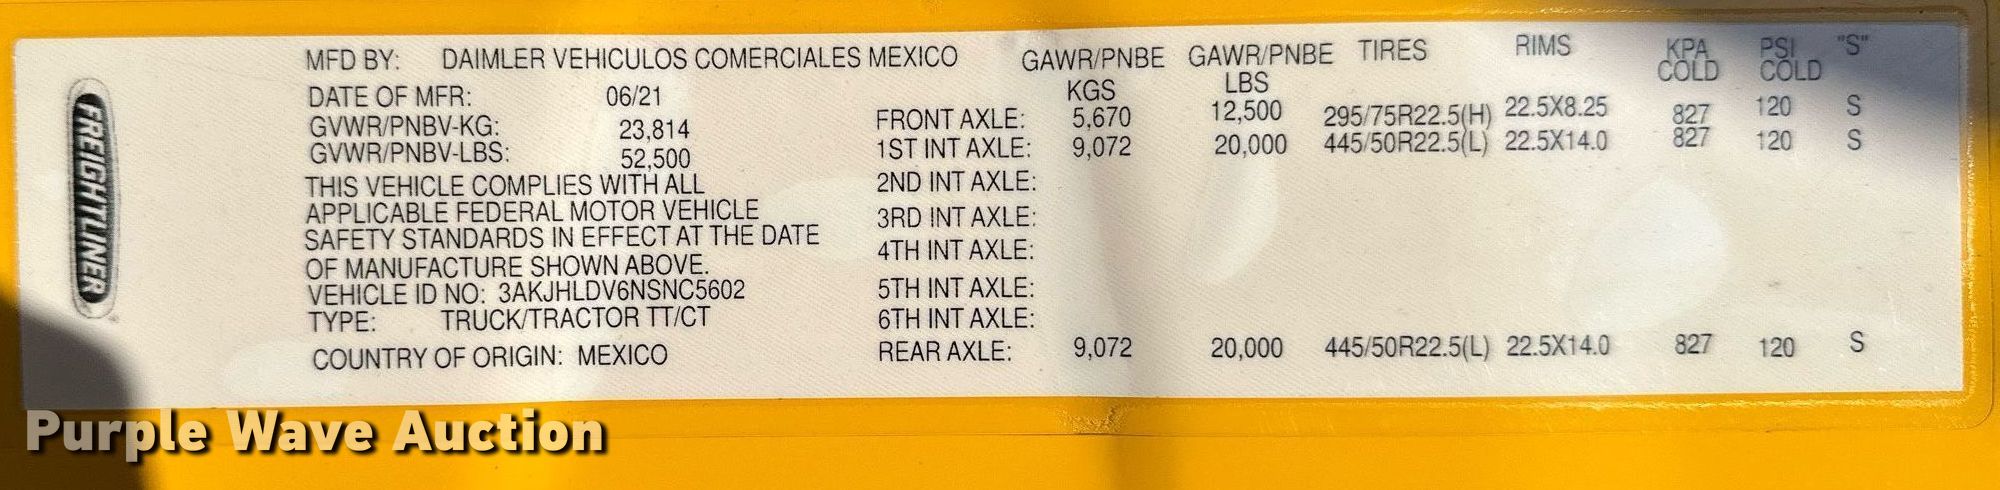 FREIGHTLINER
MFD BY: DAIMLER VEHICULOS COMERCIALES MEXICO
DATE OF MFR: 06/21
GVWR/PNBV-KG: 23,814
GVWR/PNBV-LBS: 52,500
THIS VEHICLE COMPLIES WITH ALL
APPLICABLE FEDERAL MOTOR VEHICLE
SAFETY STANDARDS IN EFFECT AT THE DATE
OF MANUFACTURE SHOWN ABOVE.
VEHICLE ID NO: 3AKJHLDV6NSNC5602
TYPE: TRUCK/TRACTOR TT/CT
COUNTRY OF ORIGIN: MEXICO
GAWR/PNBE GAWR/PNBE TIRES RIMS KPA PSI "S"
KGS LBS COLD COLD
FRONT AXLE: 5,670 12,500 295/75R22.5(H) 22.5X8.25 827 120 S
1ST INT AXLE: 9,072 20,000 445/50R22.5(L) 22.5X14.0 827 120 S
2ND INT AXLE:
3RD INT AXLE:
4TH INT AXLE:
5TH INT AXLE:
6TH INT AXLE:
REAR AXLE: 9,072 20,000 445/50R22.5(L) 22.5X14.0 827 120 S
Purple Wave Auction